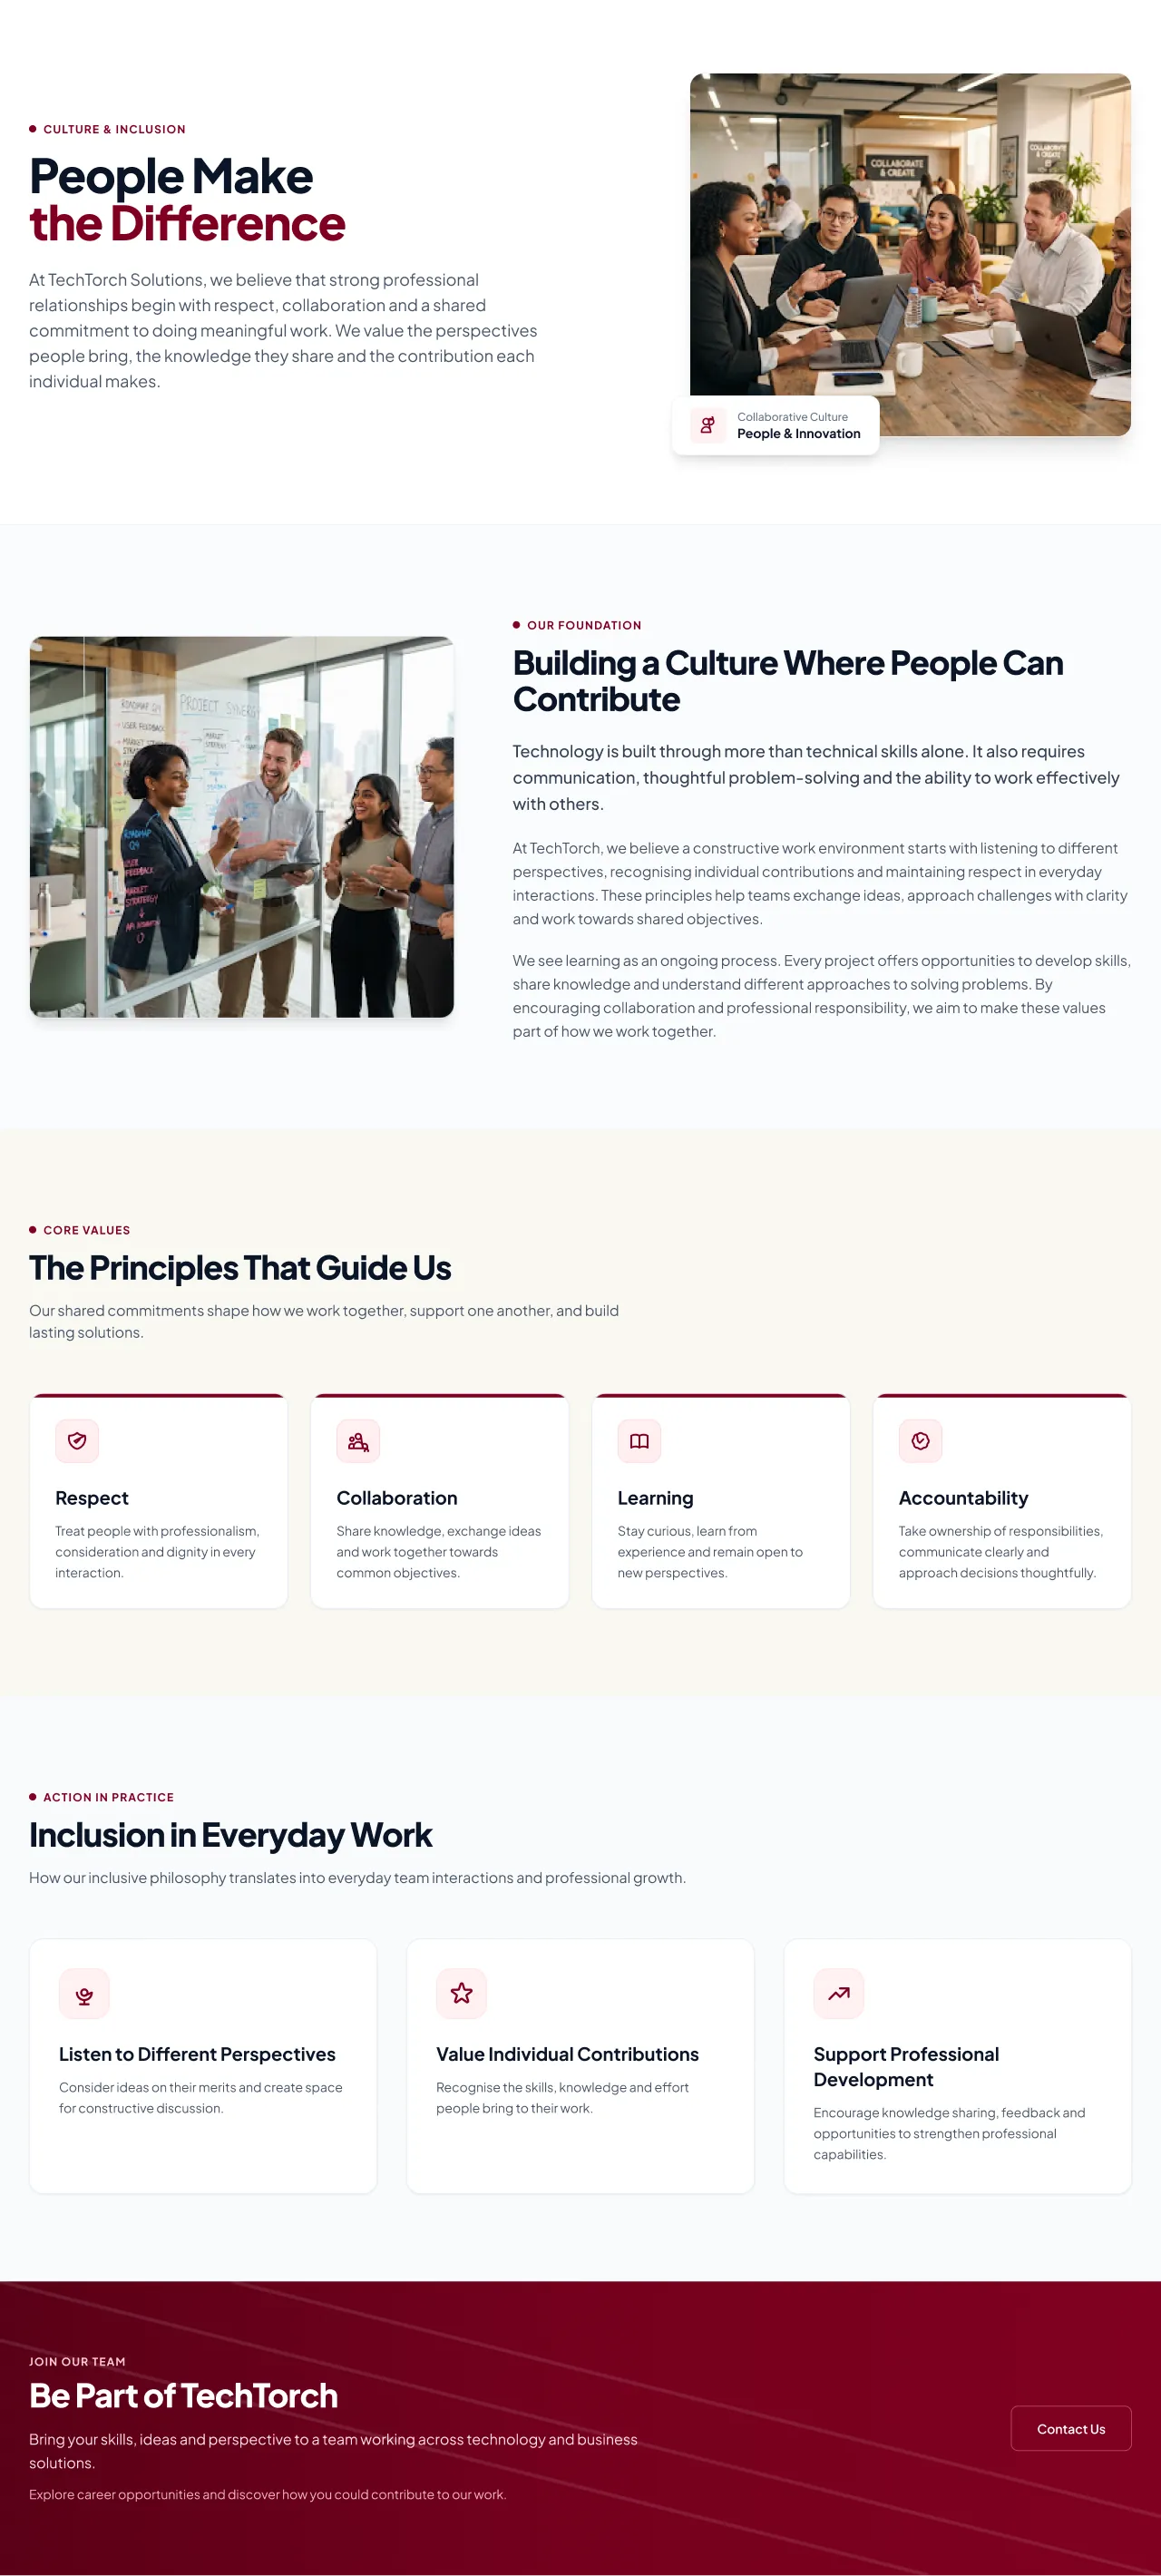 CULTURE & INCLUSION
People Make
the Difference
At TechTorch Solutions, we believe that strong professional
relationships begin with respect, collaboration and a shared
commitment to doing meaningful work. We value the perspectives
people bring, the knowledge they share and the contribution each
individual makes.
COLLABORATE
& CREATE
COLLABORATE
& CREATE
Collaborative Culture
People & Innovation
OUR FOUNDATION
Building a Culture Where People Can
Contribute
Technology is built through more than technical skills alone. It also requires
communication, thoughtful problem-solving and the ability to work effectively
with others.
At TechTorch, we believe a constructive work environment starts with listening to different
perspectives, recognising individual contributions and maintaining respect in everyday
interactions. These principles help teams exchange ideas, approach challenges with clarity
and work towards shared objectives.
We see learning as an ongoing process. Every project offers opportunities to develop skills,
share knowledge and understand different approaches to solving problems. By
encouraging collaboration and professional responsibility, we aim to make these values
part of how we work together.
ROADMAP Q4
PROJECT SYNERGY
USER FEEDBACK
ROADMAP
Q4
USER
FEEDBACK
MARKET
CORE VALUES
The Principles That Guide Us
Our shared commitments shape how we work together, support one another, and build
lasting solutions.
Respect
Treat people with professionalism,
consideration and dignity in every
interaction.
Collaboration
Share knowledge, exchange ideas
and work together towards
common objectives.
Learning
Stay curious, learn from
experience and remain open to
new perspectives.
Accountability
Take ownership of responsibilities,
communicate clearly and
approach decisions thoughtfully.
ACTION IN PRACTICE
Inclusion in Everyday Work
How our inclusive philosophy translates into everyday team interactions and professional growth.
Listen to Different Perspectives
Consider ideas on their merits and create space
for constructive discussion.
Value Individual Contributions
Recognise the skills, knowledge and effort
people bring to their work.
Support Professional
Development
Encourage knowledge sharing, feedback and
opportunities to strengthen professional
capabilities.
JOIN OUR TEAM
Be Part of TechTorch
Bring your skills, ideas and perspective to a team working across technology and business
solutions.
Explore career opportunities and discover how you could contribute to our work.
Contact Us